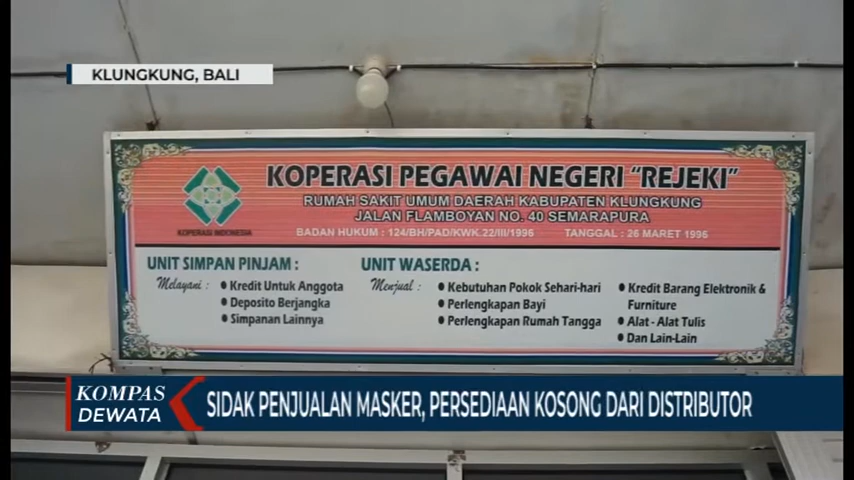 KLUNGKUNG, BALI
KOPERASI PEGAWAI NEGERI "REJEKI"
RUMAH SAKIT UMUM DAERAH KABUPATEN KLUNGKUNG
JALAN FLAMBOYAN NO. 40 SEMARAPURA
BADAN HUKUM : 124/BH/PAD/KWK.22/III/1996 TANGGAL : 26 MARET 1996
KOPERASI INDONESIA
UNIT SIMPAN PINJAM :
Melayani :
• Kredit Untuk Anggota
• Deposito Berjangka
• Simpanan Lainnya
UNIT WASERDA :
Menjual :
• Kebutuhan Pokok Sehari-hari
• Perlengkapan Bayi
• Perlengkapan Rumah Tangga
• Kredit Barang Elektronik &
Furniture
• Alat - Alat Tulis
• Dan Lain-Lain
KOMPAS
DEWATA
SIDAK PENJUALAN MASKER, PERSEDIAAN KOSONG DARI DISTRIBUTOR